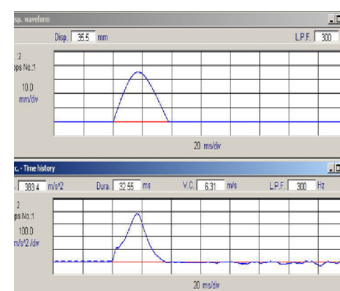 sp. waveform
Disp. 35.5 mm L.P.F. 300
:2
ps No.:1
10.0
mm/div
20 ms/div
c. - Time history
383.4 m/s^2 Dura. 32.55 ms V.C. 6.31 m/s L.P.F. 300 Hz
2
ps No.:1
100.0
m/s^2 /div
20 ms/div